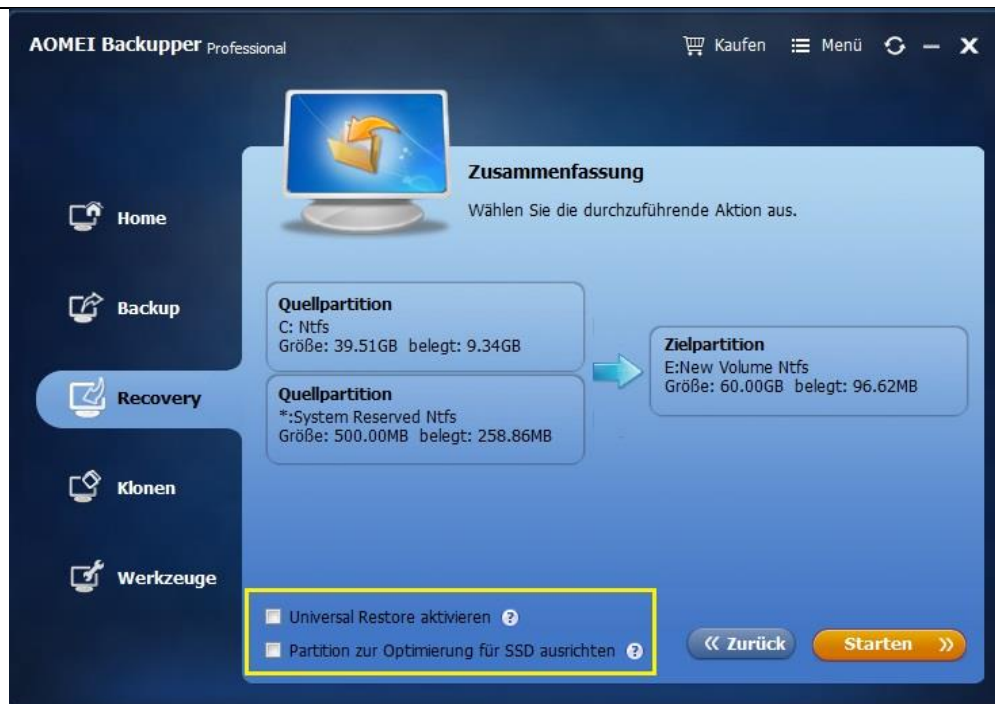 AOMEI Backupper Professional
Kaufen Menü
Zusammenfassung
Wählen Sie die durchzuführende Aktion aus.
Home
Backup
Recovery
Klonen
Werkzeuge
Quellpartition
C: Ntfs
Größe: 39.51GB belegt: 9.34GB
Quellpartition
*:System Reserved Ntfs
Größe: 500.00MB belegt: 258.86MB
Zielpartition
E:New Volume Ntfs
Größe: 60.00GB belegt: 96.62MB
Universal Restore aktivieren ?
Partition zur Optimierung für SSD ausrichten ?
Zurück
Starten